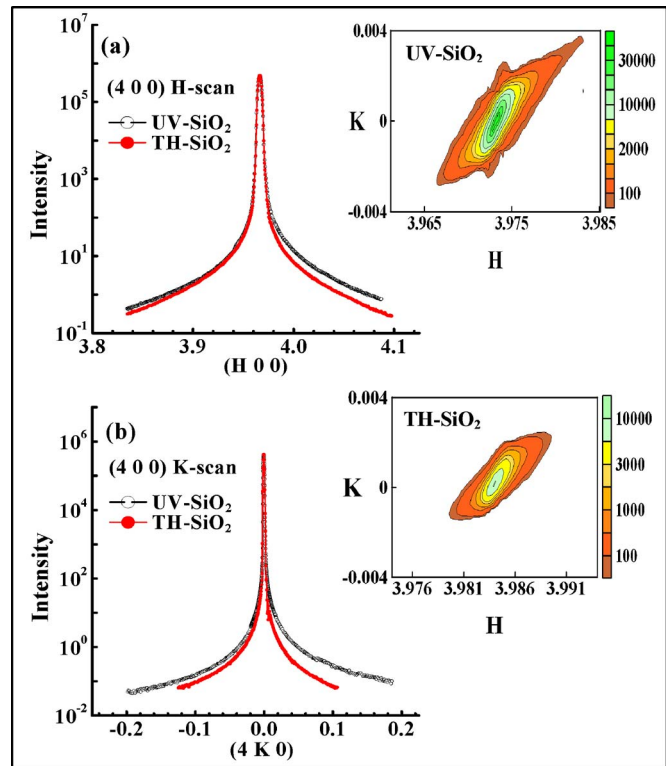 (a)
(4 0 0) H-scan
UV-SiO₂
TH-SiO₂
Intensity
10⁷
10⁵
10³
10¹
10⁻¹
3.8 3.9 4.0 4.1
(H 0 0)
UV-SiO₂
0.004
K
0
-0.004
3.965 3.975 3.985
H
30000
10000
2000
100
(b)
(4 0 0) K-scan
UV-SiO₂
TH-SiO₂
Intensity
10⁶
10⁴
10²
10⁰
10⁻²
-0.2 -0.1 0.0 0.1 0.2
(4 K 0)
TH-SiO₂
0.004
K
0
-0.004
3.976 3.981 3.986 3.991
H
10000
3000
1000
100